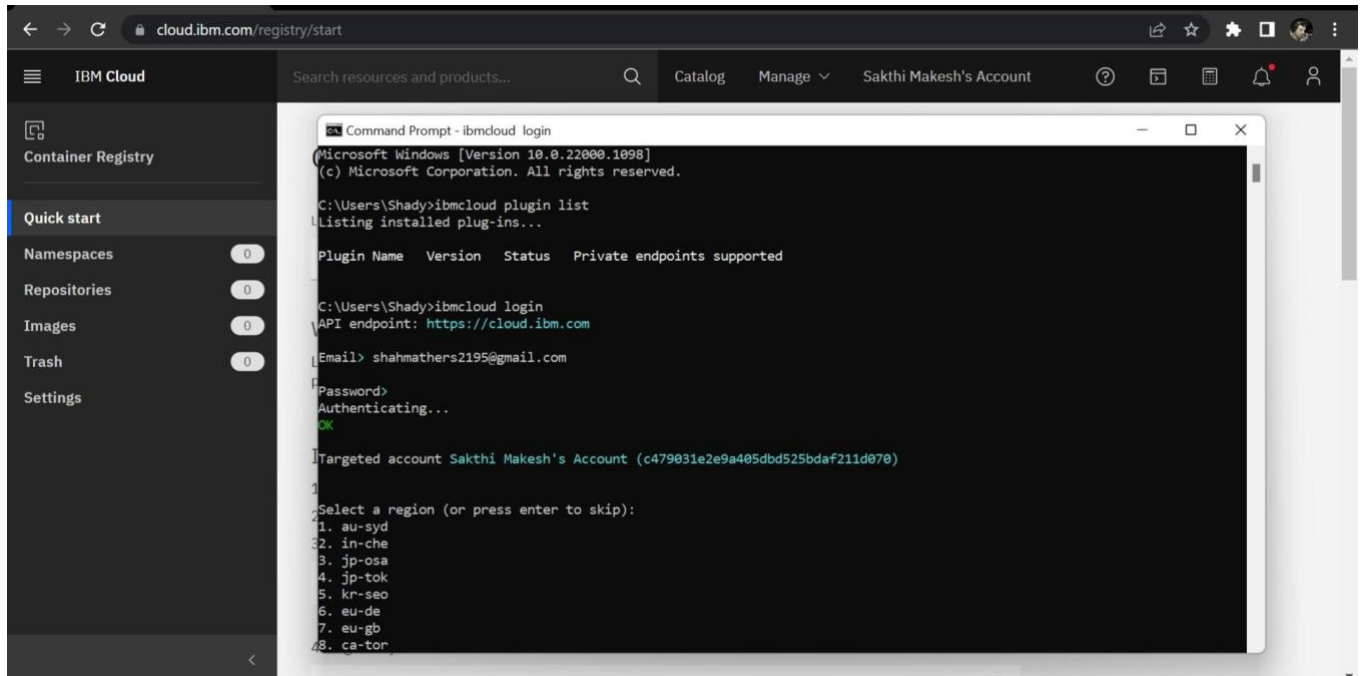 cloud.ibm.com/registry/start
IBM Cloud
Search resources and products...
Catalog
Manage
Sakthi Makesh's Account
Container Registry
Quick start
Namespaces 0
Repositories 0
Images 0
Trash 0
Settings
Command Prompt - ibmcloud login
Microsoft Windows [Version 10.0.22000.1098]
(c) Microsoft Corporation. All rights reserved.
C:\Users\Shady>ibmcloud plugin list
Listing installed plug-ins...
Plugin Name Version Status Private endpoints supported
C:\Users\Shady>ibmcloud login
API endpoint: https://cloud.ibm.com
Email> shahmathers2195@gmail.com
Password>
Authenticating...
OK
Targeted account Sakthi Makesh's Account (c479031e2e9a405dbd525bdaf211d070)
Select a region (or press enter to skip):
1. au-syd
2. in-che
3. jp-osa
4. jp-tok
5. kr-seo
6. eu-de
7. eu-gb
8. ca-tor